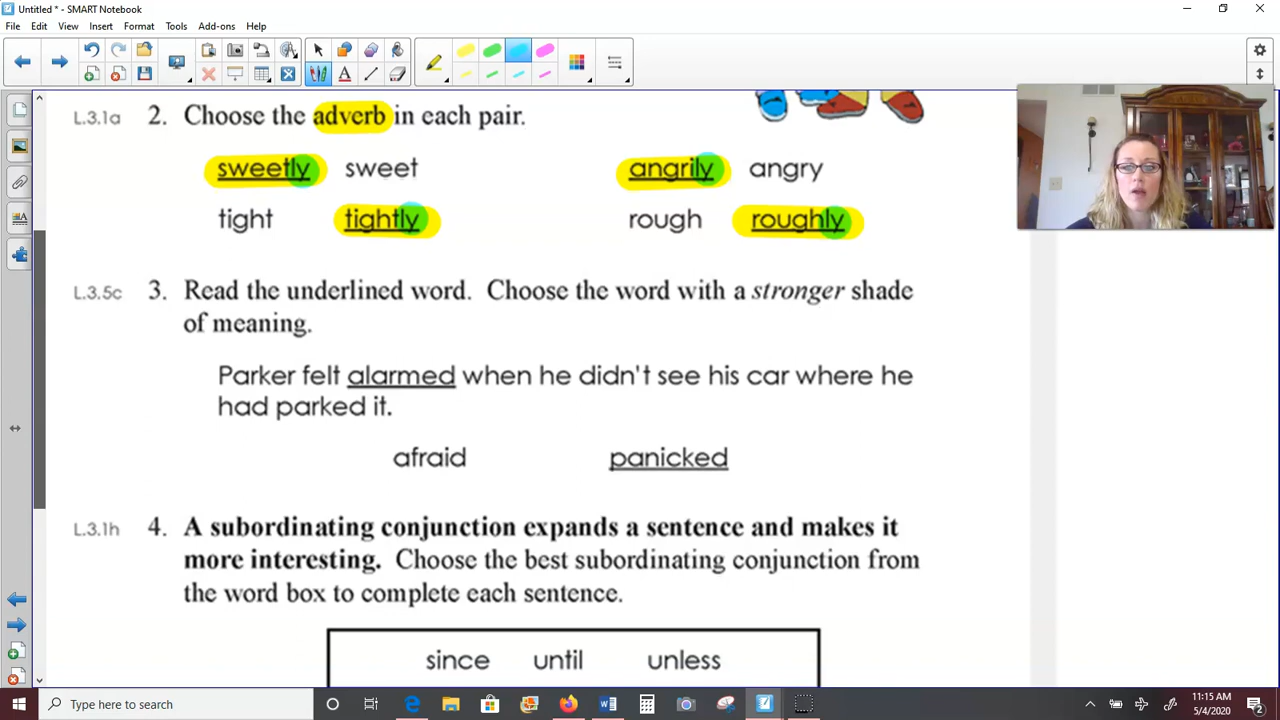 Untitled * - SMART Notebook
File Edit View Insert Format Tools Add-ons Help
L.3.1a 2. Choose the adverb in each pair.
sweetly sweet angrily angry
tight tightly rough roughly
L.3.5c 3. Read the underlined word. Choose the word with a stronger shade
of meaning.
Parker felt alarmed when he didn't see his car where he
had parked it.
afraid panicked
L.3.1h 4. A subordinating conjunction expands a sentence and makes it
more interesting. Choose the best subordinating conjunction from
the word box to complete each sentence.
since until unless
Type here to search
11:15 AM
5/4/2020
2